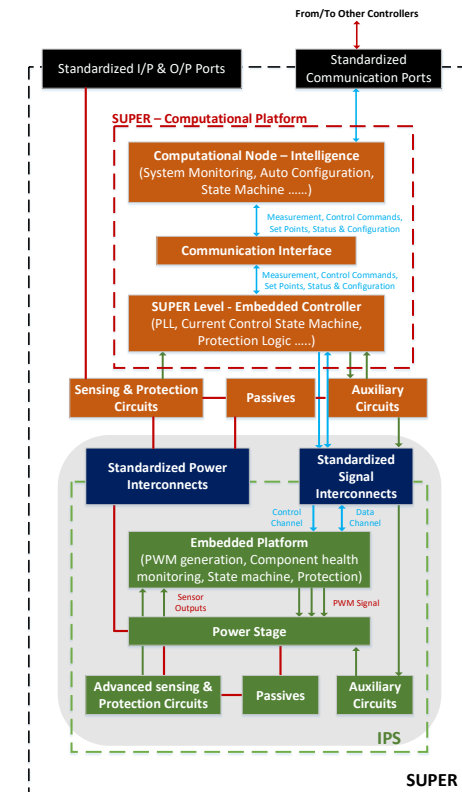 From/To Other Controllers
Standardized I/P & O/P Ports
Standardized
Communication Ports
SUPER – Computational Platform
Computational Node – Intelligence
(System Monitoring, Auto Configuration,
State Machine ……)
Measurement, Control Commands,
Set Points, Status & Configuration
Communication Interface
Measurement, Control Commands,
Set Points, Status & Configuration
SUPER Level - Embedded Controller
(PLL, Current Control State Machine,
Protection Logic …..)
Sensing & Protection
Circuits
Passives
Auxiliary
Circuits
Standardized Power
Interconnects
Standardized
Signal
Interconnects
Control
Channel
Data
Channel
Embedded Platform
(PWM generation, Component health
monitoring, State machine, Protection)
Sensor
Outputs
PWM Signal
Power Stage
Advanced sensing &
Protection Circuits
Passives
Auxiliary
Circuits
IPS
SUPER